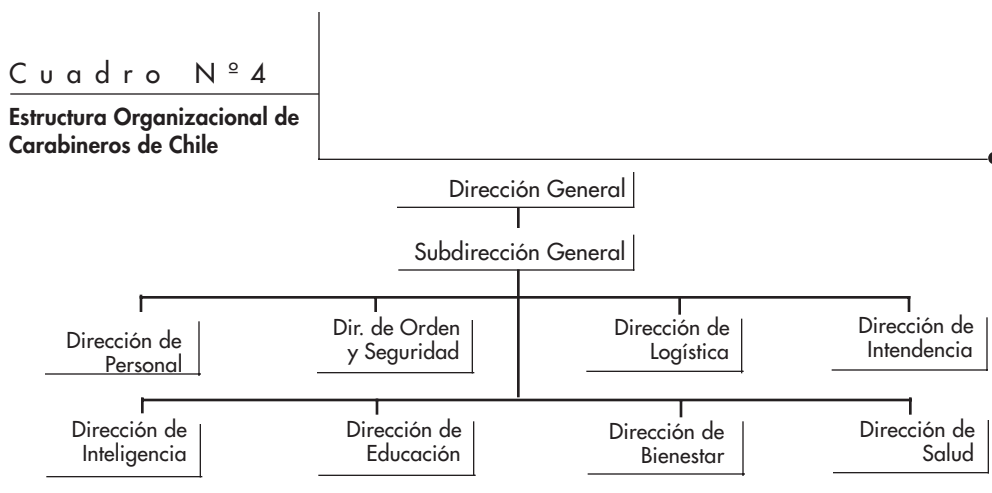 Cuadro Nº4
Estructura Organizacional de
Carabineros de Chile
Dirección General
Subdirección General
Dirección de
Personal
Dir. de Orden
y Seguridad
Dirección de
Logística
Dirección de
Intendencia
Dirección de
Inteligencia
Dirección de
Educación
Dirección de
Bienestar
Dirección de
Salud